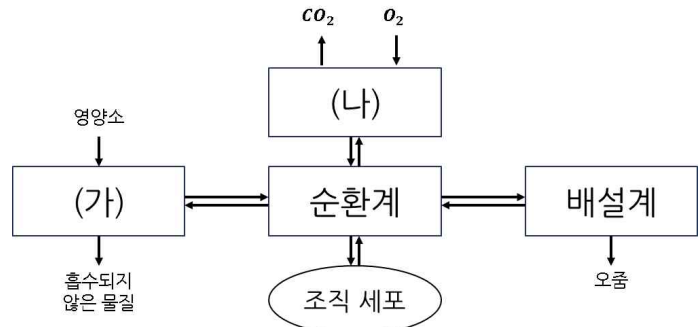 CO₂
O₂
(나)
영양소
(가)
순환계
배설계
흡수되지
않은 물질
조직 세포
오줌